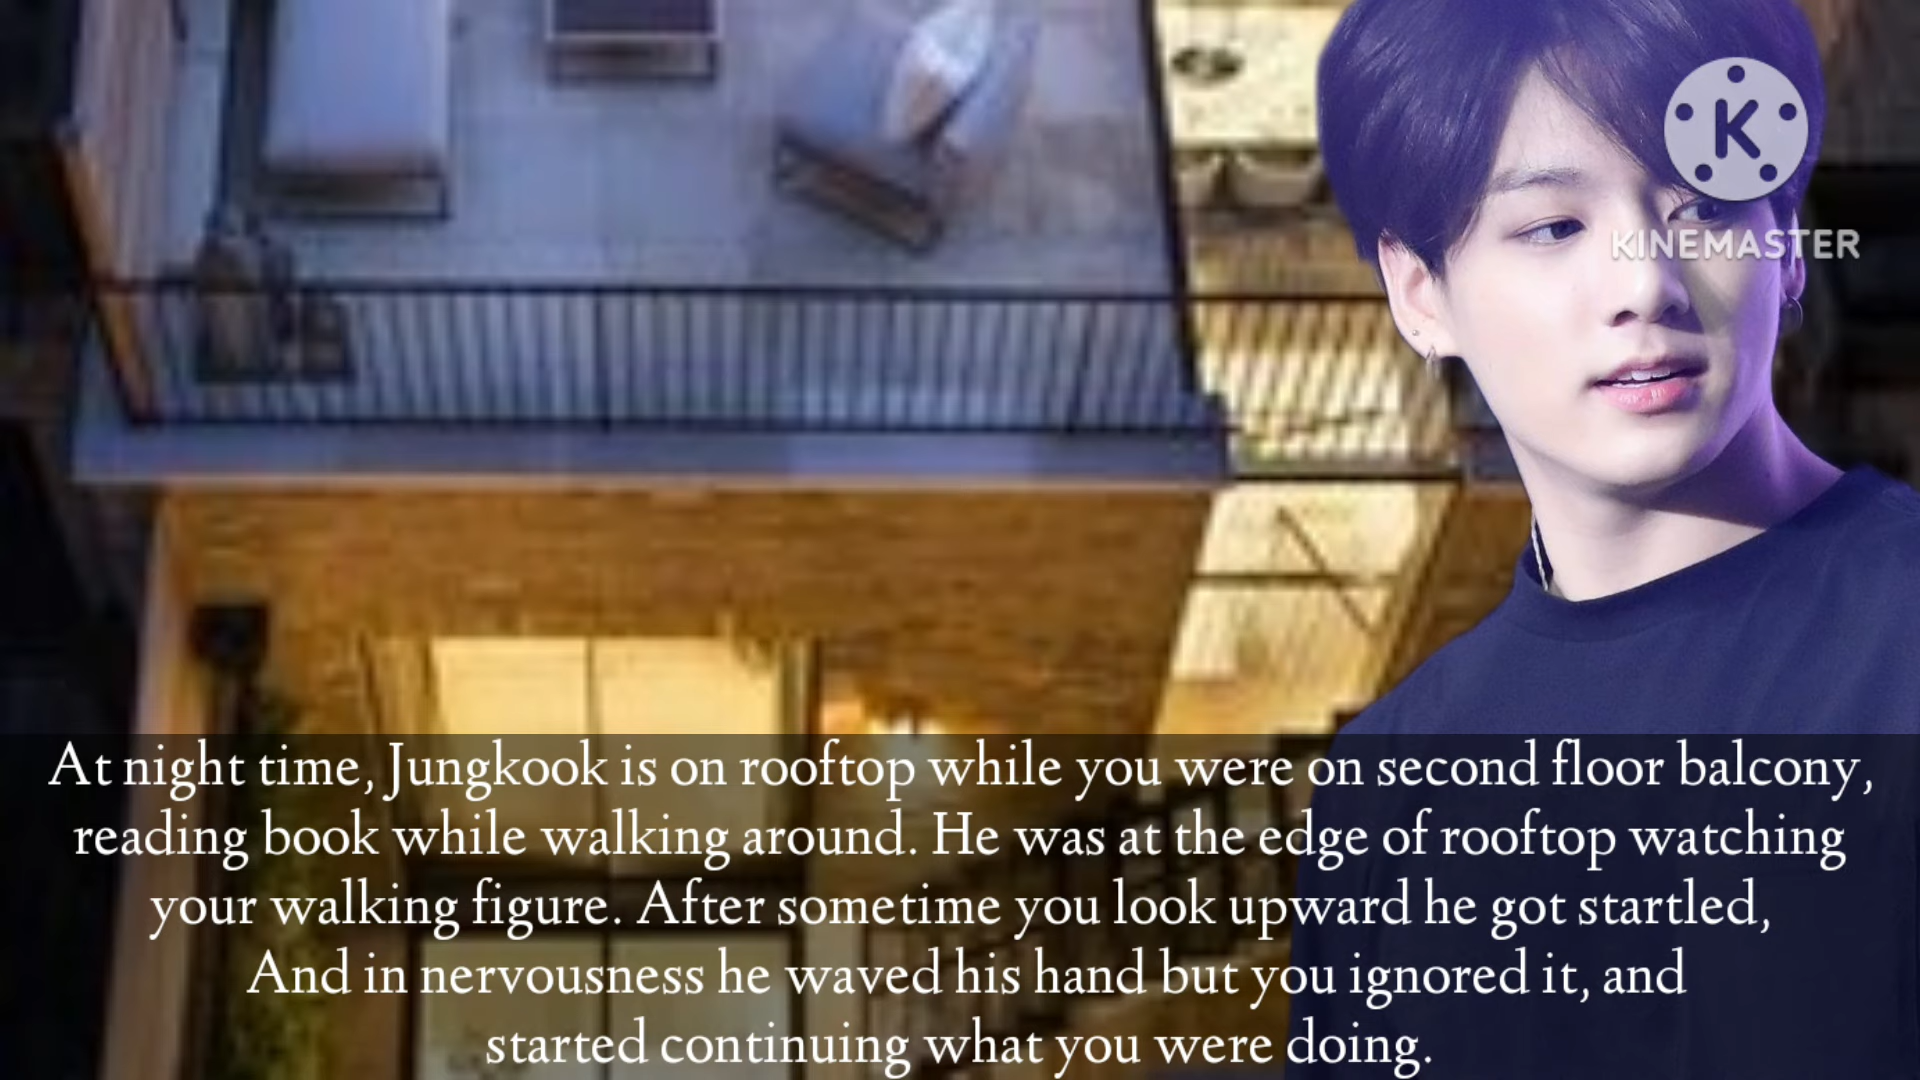 K
KINEMASTER
At night time, Jungkook is on rooftop while you were on second floor balcony,
reading book while walking around. He was at the edge of rooftop watching
your walking figure. After sometime you look upward he got startled,
And in nervousness he waved his hand but you ignored it, and
started continuing what you were doing.